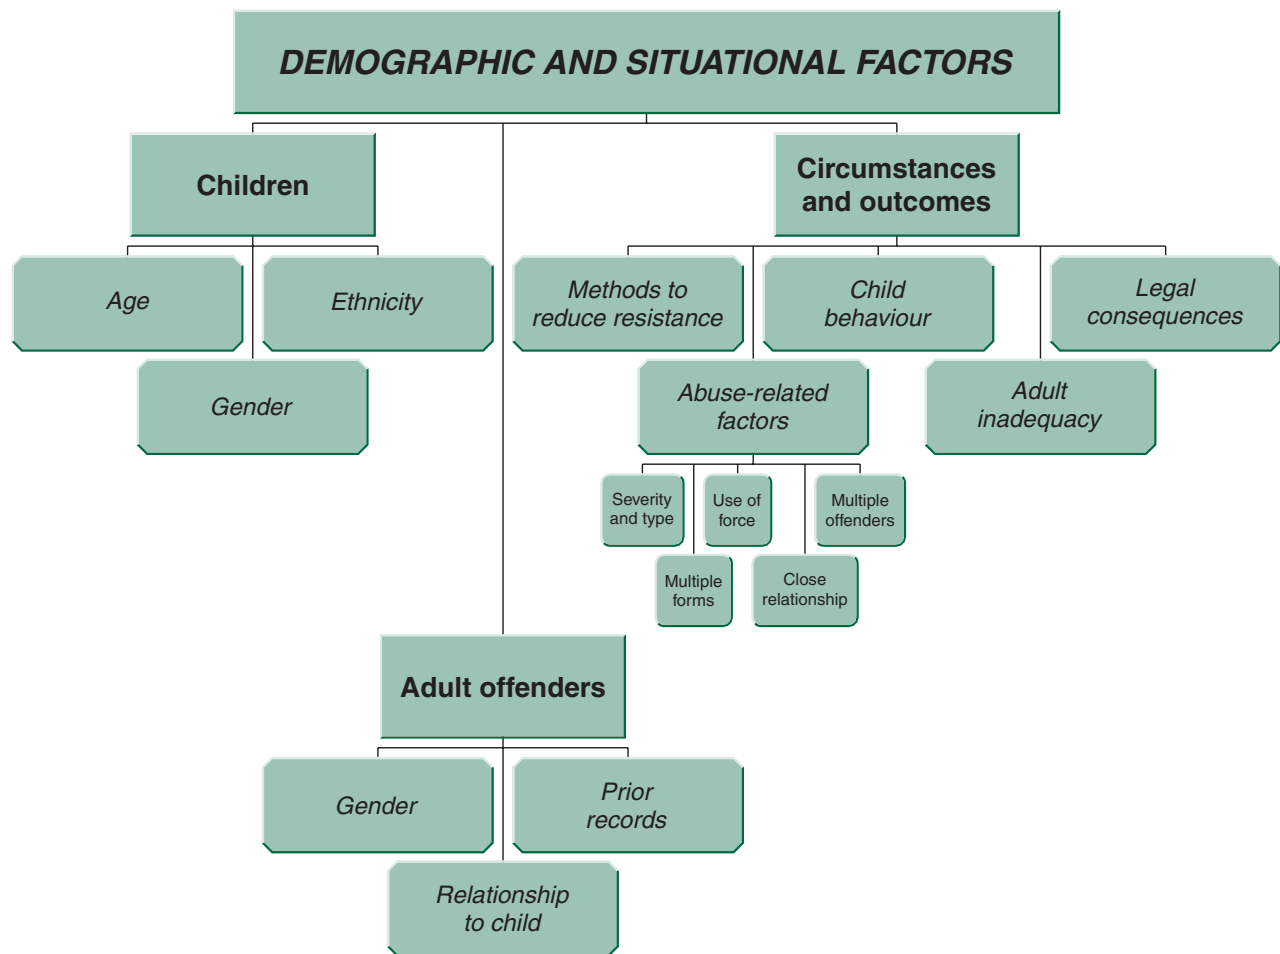 DEMOGRAPHIC AND SITUATIONAL FACTORS
Children
Circumstances
and outcomes
Age
Ethnicity
Gender
Methods to
reduce resistance
Child
behaviour
Legal
consequences
Abuse-related
factors
Adult
inadequacy
Severity
and type
Use of
force
Multiple
offenders
Multiple
forms
Close
relationship
Adult offenders
Gender
Prior
records
Relationship
to child